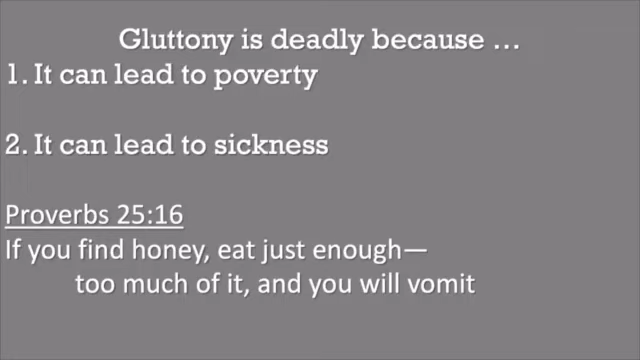 Gluttony is deadly because …
1. It can lead to poverty
2. It can lead to sickness
Proverbs 25:16
If you find honey, eat just enough—
too much of it, and you will vomit